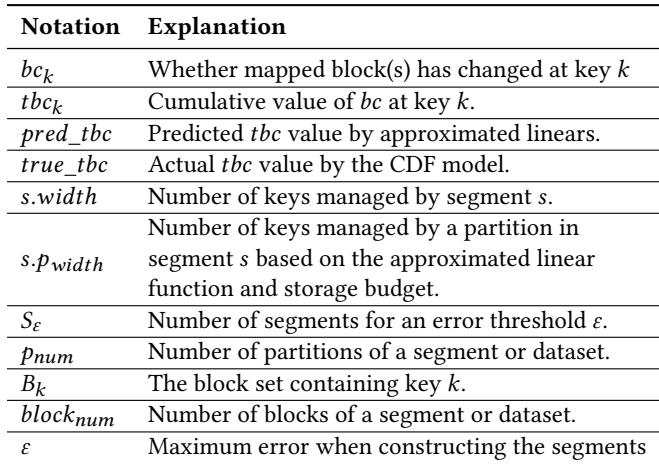 Notation Explanation
bc_k Whether mapped block(s) has changed at key k
tbc_k Cumulative value of bc at key k.
pred_tbc Predicted tbc value by approximated linears.
true_tbc Actual tbc value by the CDF model.
s.width Number of keys managed by segment s.
Number of keys managed by a partition in
s.p_width segment s based on the approximated linear
function and storage budget.
S_ε Number of segments for an error threshold ε.
p_num Number of partitions of a segment or dataset.
B_k The block set containing key k.
block_num Number of blocks of a segment or dataset.
ε Maximum error when constructing the segments